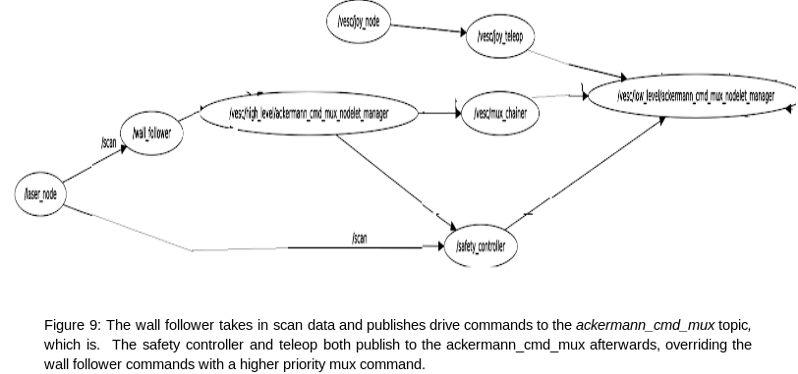 /vesc/joy_node
/vesc/joy_teleop
/vesc/low_level/ackermann_cmd_mux_nodelet_manager
/vesc/high_level/ackermann_cmd_mux_nodelet_manager
/vesc/mux_chainer
/wall_follower
/scan
/laser_node
/scan
/safety_controller
Figure 9: The wall follower takes in scan data and publishes drive commands to the ackermann_cmd_mux topic,
which is. The safety controller and teleop both publish to the ackermann_cmd_mux afterwards, overriding the
wall follower commands with a higher priority mux command.